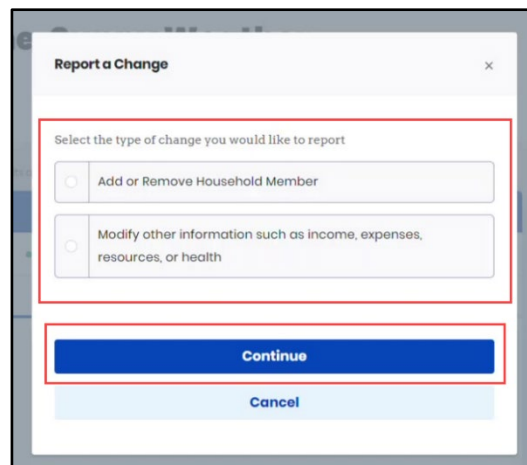 Report a Change
×
Select the type of change you would like to report
Add or Remove Household Member
Modify other information such as income, expenses,
resources, or health
Continue
Cancel